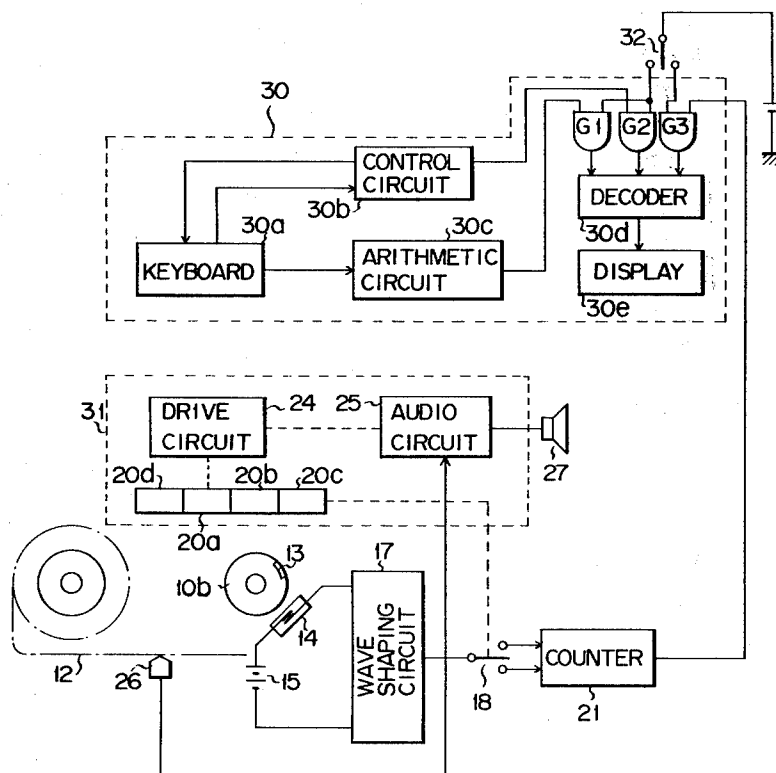 32
30
G1 G2 G3
CONTROL
CIRCUIT
30b
DECODER
30d
30a
KEYBOARD
30c
ARITHMETIC
CIRCUIT
DISPLAY
30e
31
DRIVE
CIRCUIT
24
25
AUDIO
CIRCUIT
27
20d 20b 20c
20a
13
10b
14
17
WAVE
SHAPING
CIRCUIT
12
26
15
18
COUNTER
21